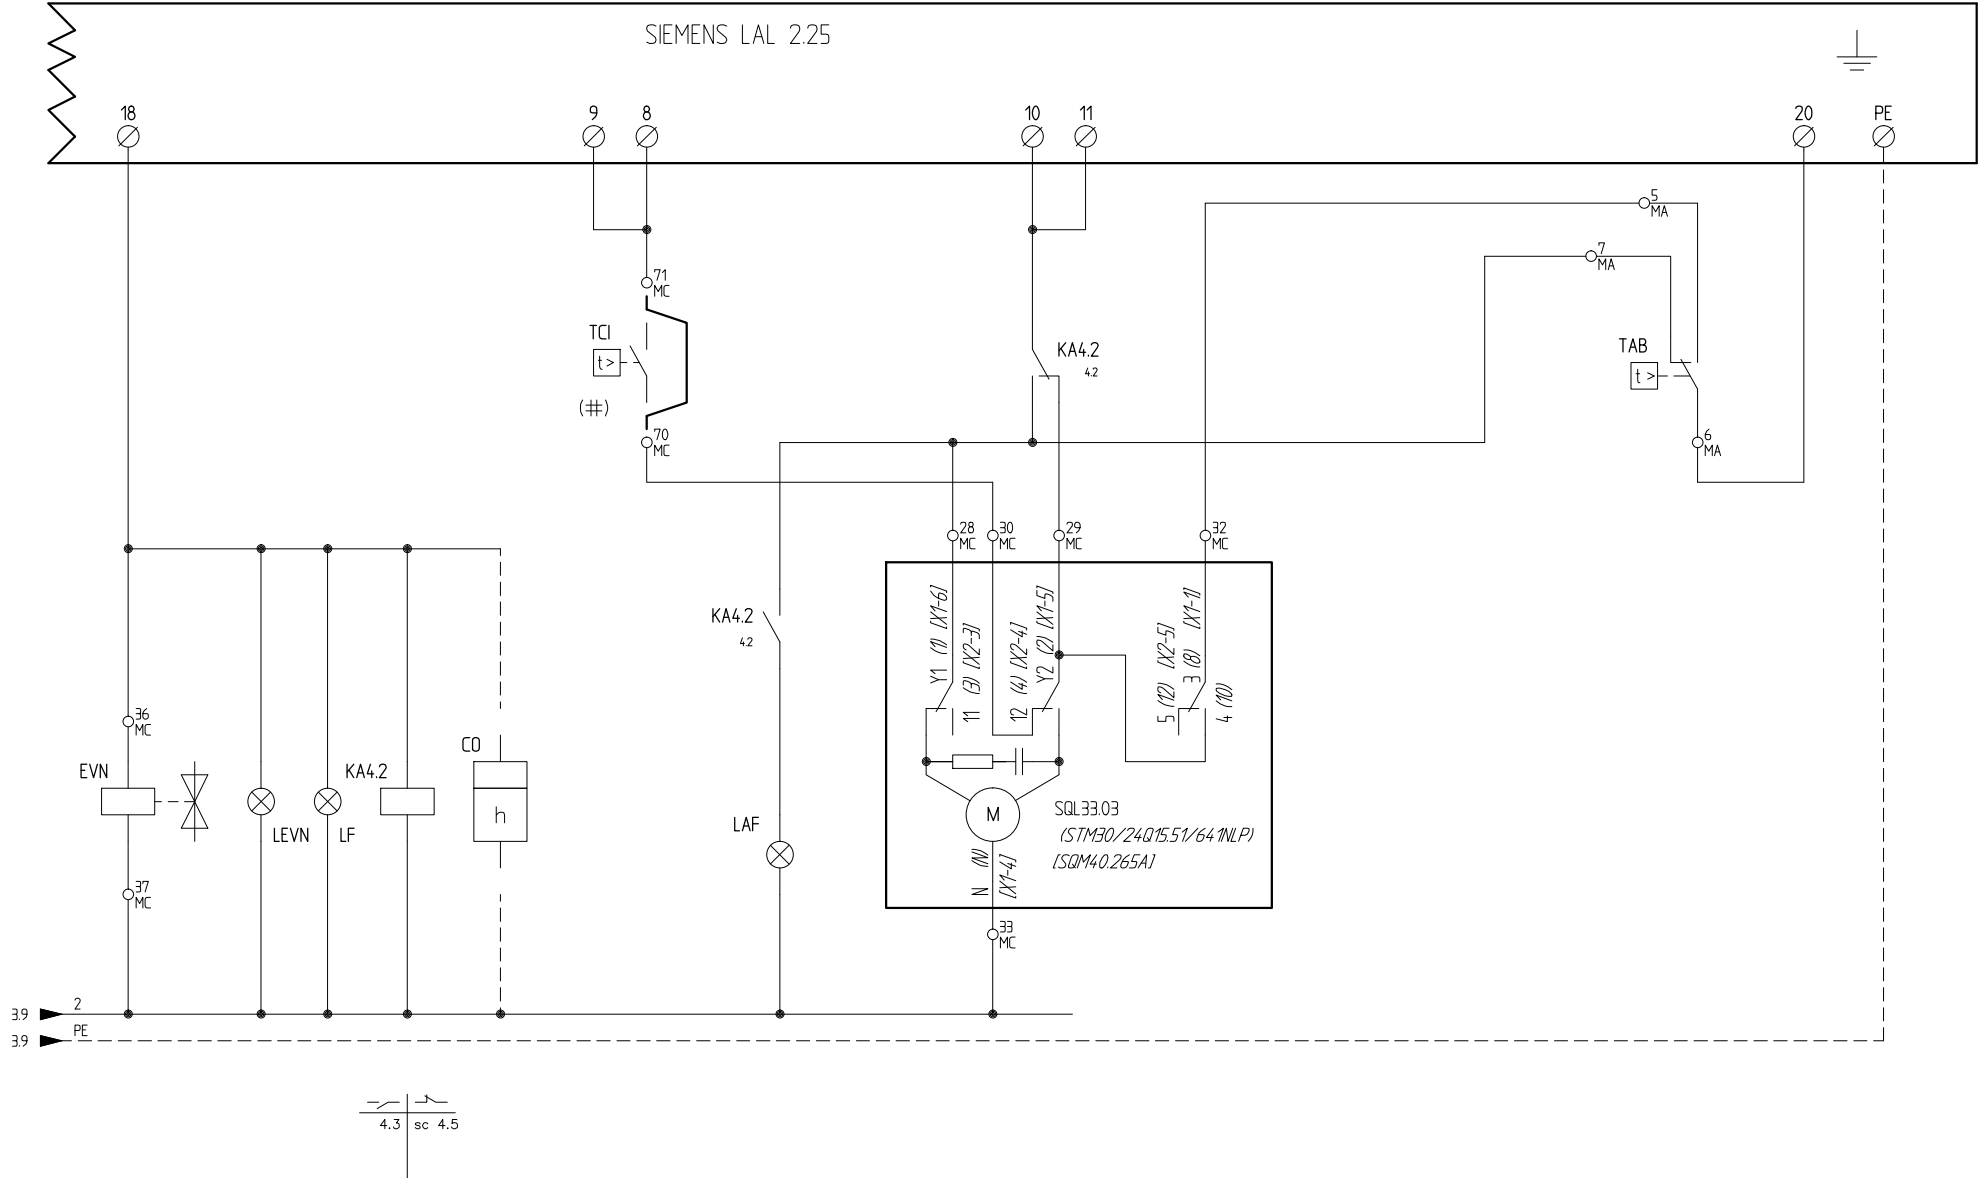 SIEMENS LAL 2.25
18
9
8
10
11
20
PE
5
MA
7
MA
71
MC
TCI
t>
(#)
KA4.2
4.2
TAB
t >
70
MC
6
MA
28
MC
30
MC
29
MC
32
MC
KA4.2
4.2
Y1 (1) [X1-6]
11 (3) [X2-3]
12 (4) [X2-4]
Y2 (2) [X1-5]
5 (12) [X2-5]
3 (8) [X1-1]
4 (10)
36
MC
EVN
LEVN
LF
KA4.2
CO
h
LAF
M
SQL33.03
(STM30/24Q15.51/641NLP)
[SQM40.265A]
N (N)
[X1-4]
37
MC
33
MC
3.9
2
3.9
PE
4.3
sc 4.5